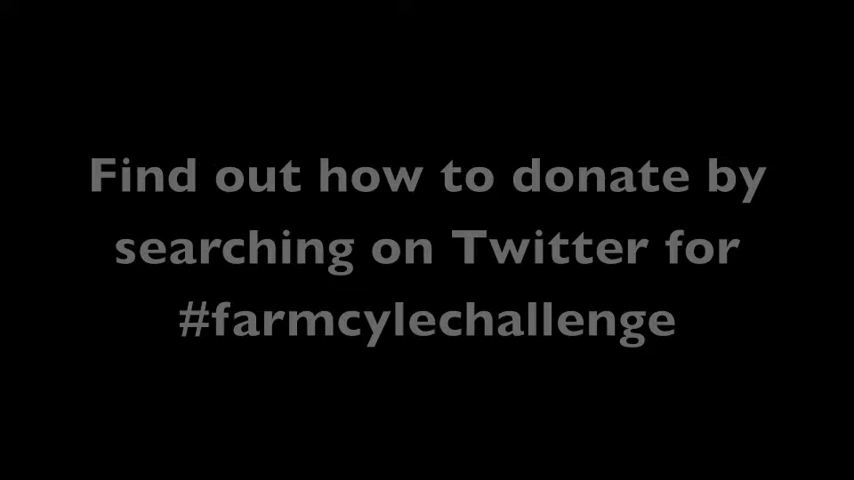 Find out how to donate by
searching on Twitter for
#farmcylechallenge